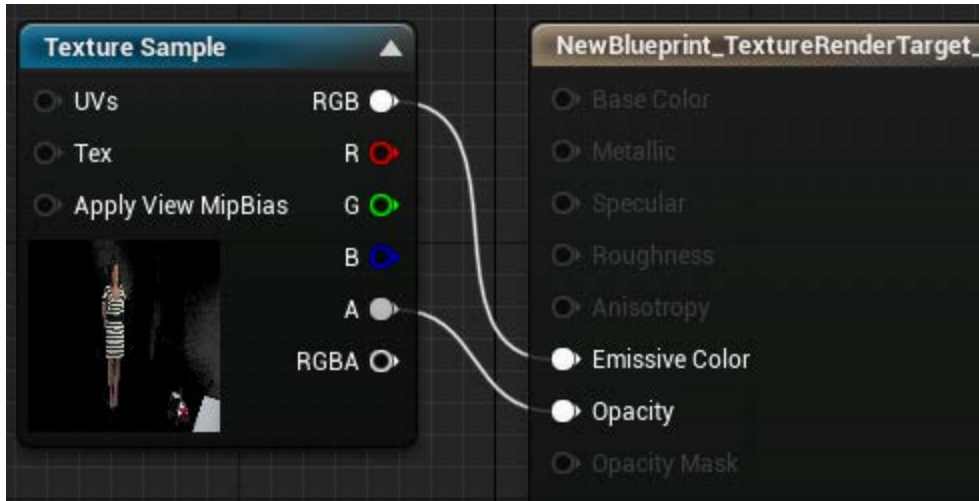 Texture Sample
UVs
RGB
Tex
R
Apply View MipBias
G
B
A
RGBA
NewBlueprint_TextureRenderTarget_
Base Color
Metallic
Specular
Roughness
Anisotropy
Emissive Color
Opacity
Opacity Mask